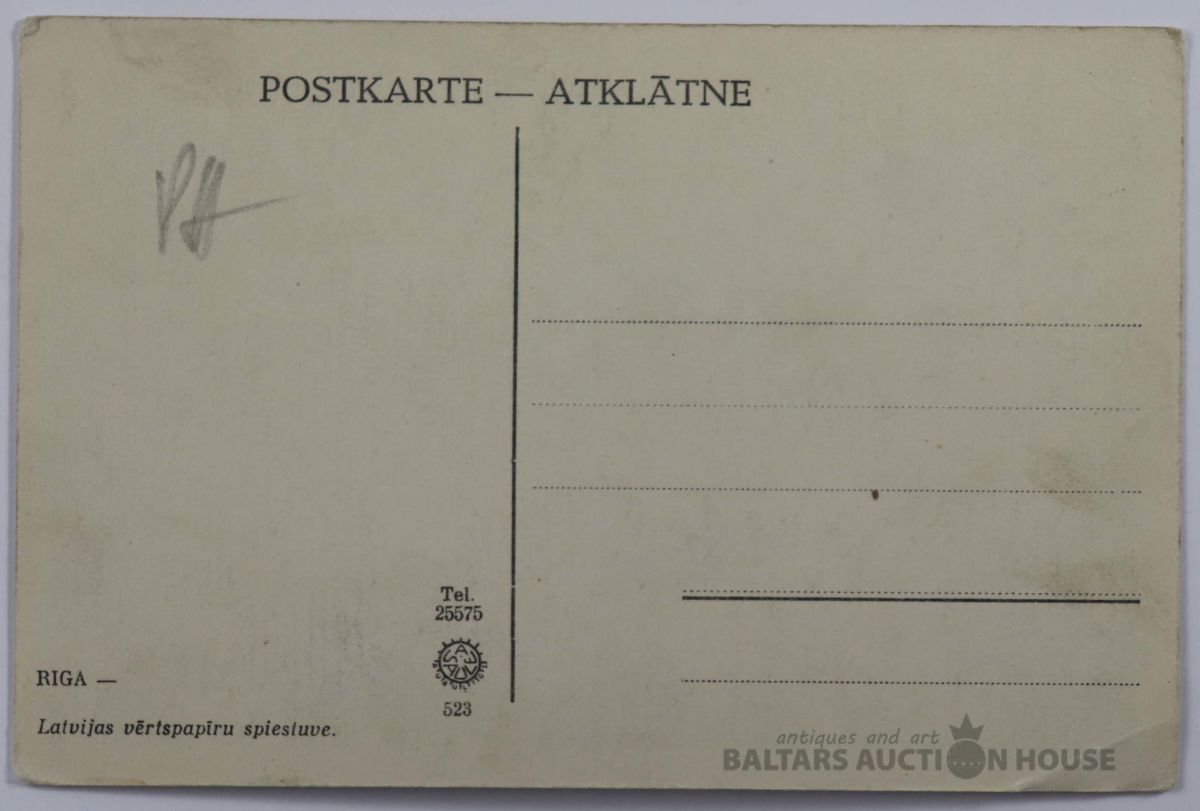 POSTKARTE — ATKLĀTNE
Tel.
25575
523
RIGA —
Latvijas vērtspapīru spiestuve.
antiques and art
BALTARS AUCTION HOUSE